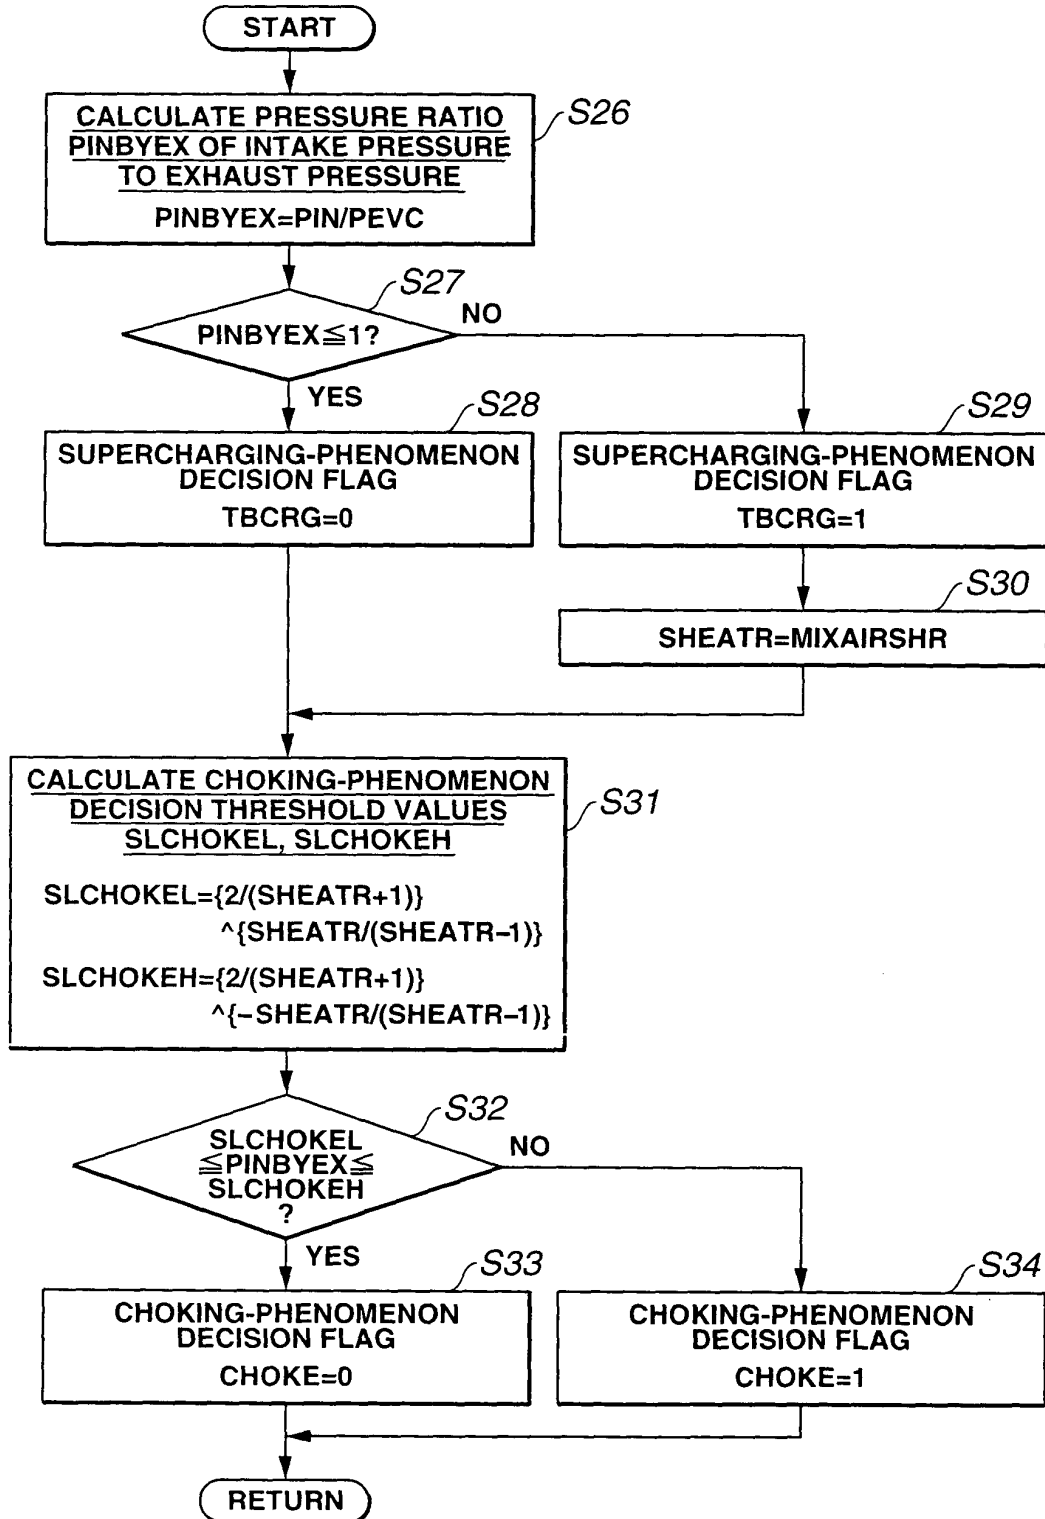 START
S26
CALCULATE PRESSURE RATIO
PINBYEX OF INTAKE PRESSURE
TO EXHAUST PRESSURE
PINBYEX=PIN/PEVC
S27
PINBYEX≦1?
NO
YES
S28
SUPERCHARGING-PHENOMENON
DECISION FLAG
TBCRG=0
S29
SUPERCHARGING-PHENOMENON
DECISION FLAG
TBCRG=1
S30
SHEATR=MIXAIRSHR
S31
CALCULATE CHOKING-PHENOMENON
DECISION THRESHOLD VALUES
SLCHOKEL, SLCHOKEH
SLCHOKEL={2/(SHEATR+1)}
^{SHEATR/(SHEATR−1)}
SLCHOKEH={2/(SHEATR+1)}
^{−SHEATR/(SHEATR−1)}
S32
SLCHOKEL
≦PINBYEX≦
SLCHOKEH
?
NO
YES
S33
CHOKING-PHENOMENON
DECISION FLAG
CHOKE=0
S34
CHOKING-PHENOMENON
DECISION FLAG
CHOKE=1
RETURN